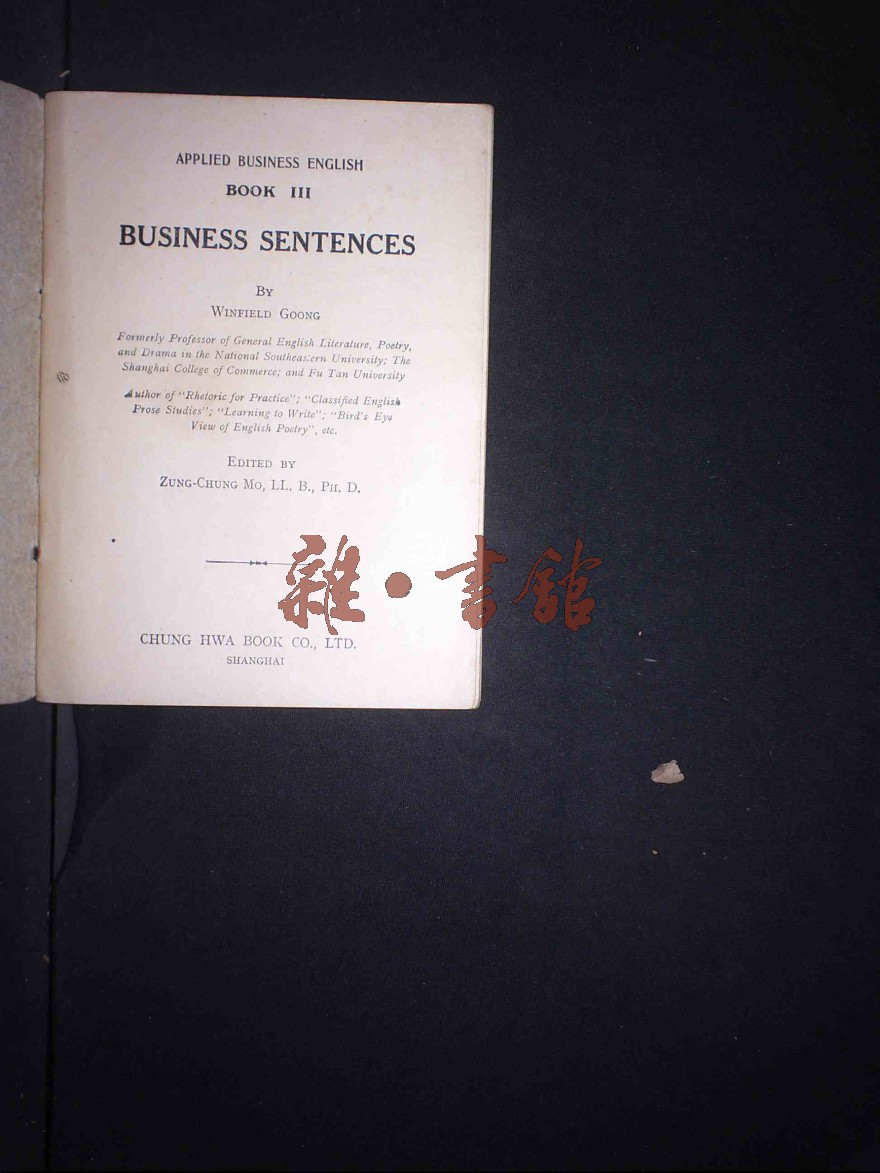 APPLIED BUSINESS ENGLISH
BOOK III
BUSINESS SENTENCES
BY
WINFIELD GOONG
Formerly Professor of General English Literature, Poetry,
and Drama in the National Southeastern University; The
Shanghai College of Commerce; and Fu Tan University
Author of "Rhetoric for Practice"; "Classified English
Prose Studies"; "Learning to Write"; "Bird's Eye
View of English Poetry", etc.
EDITED BY
ZUNG-CHUNG MO, LL. B., PH. D.
雜●書館
CHUNG HWA BOOK CO., LTD.
SHANGHAI